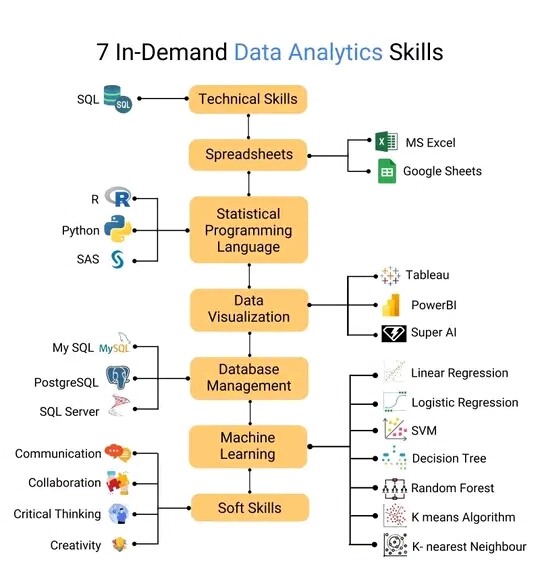 7 In-Demand Data Analytics Skills
SQL
SQL
Technical Skills
Spreadsheets
MS Excel
Google Sheets
R
Python
SAS
Statistical
Programming
Language
Data
Visualization
Tableau
PowerBI
Super AI
My SQL
MySQL
PostgreSQL
SQL Server
Database
Management
Machine
Learning
Linear Regression
Logistic Regression
SVM
Decision Tree
Random Forest
K means Algorithm
K- nearest Neighbour
Communication
Collaboration
Critical Thinking
Creativity
Soft Skills